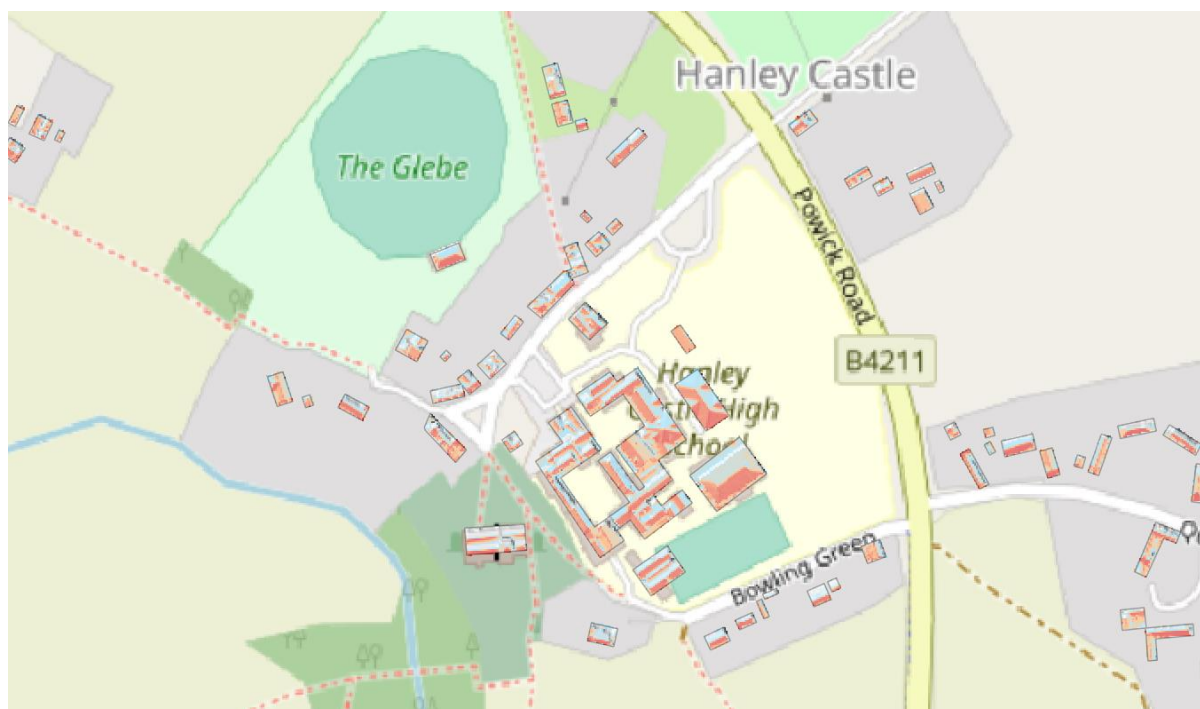 Hanley Castle
The Glebe
Powick Road
B4211
Hanley
Castle High
School
Bowling Green